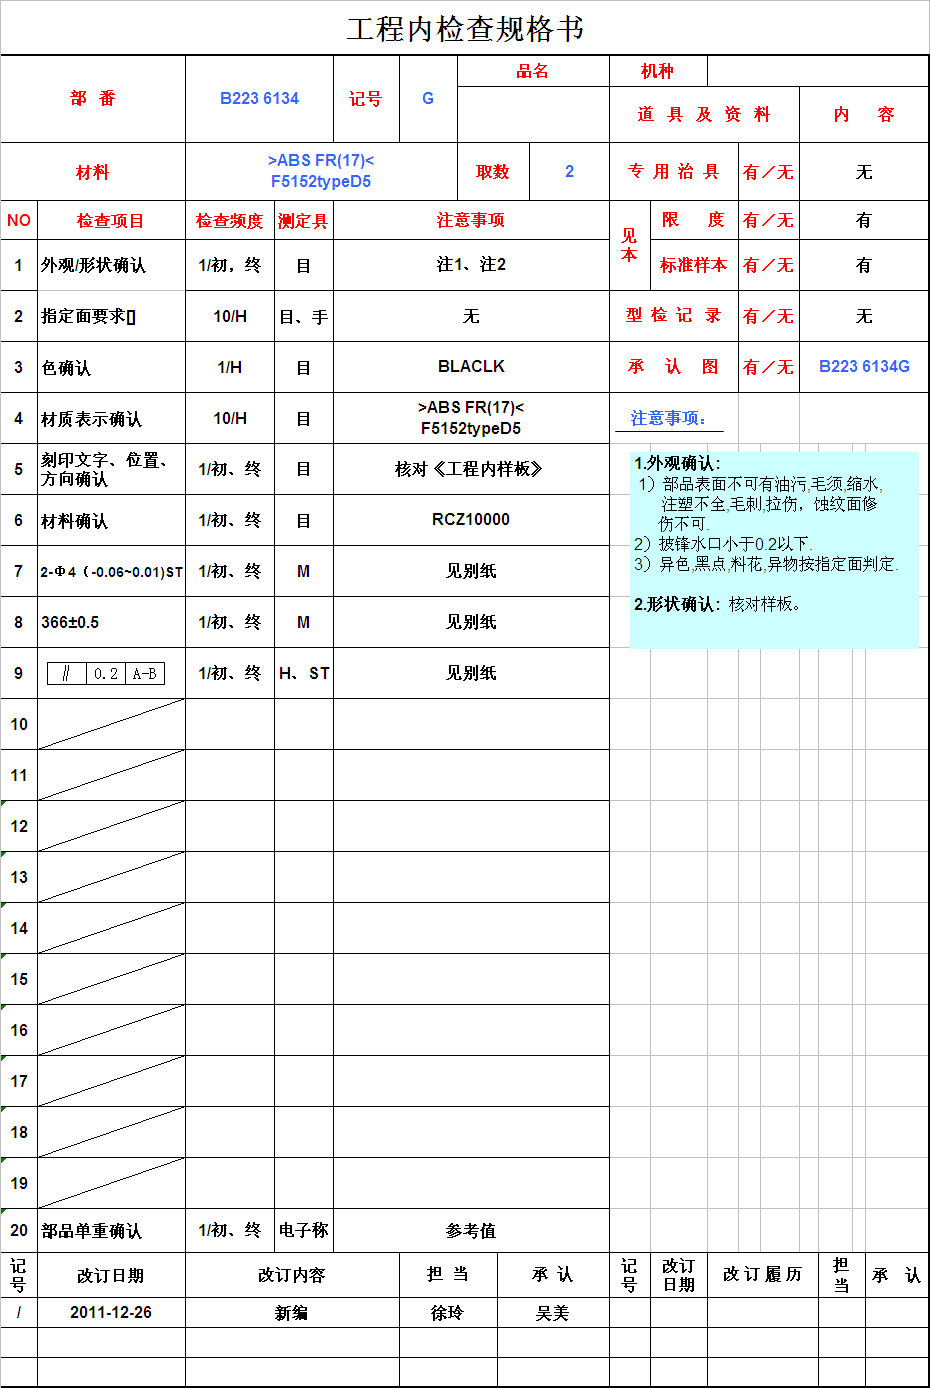 工程内检查规格书
部 番
B223 6134
记号
G
品名
机种
道 具 及 资 料
内 容
材料
>ABS FR(17)<
F5152typeD5
取数
2
专 用 治 具
有／无
无
NO
检查项目
检查频度
测定具
注意事项
见本
限 度
有／无
有
1
外观/形状确认
1/初，终
目
注1、注2
标准样本
有／无
有
2
指定面要求[]
10/H
目、手
无
型 检 记 录
有／无
无
3
色确认
1/H
目
BLACLK
承 认 图
有／无
B223 6134G
4
材质表示确认
10/H
目
>ABS FR(17)<
F5152typeD5
注意事项：
5
刻印文字、位置、
方向确认
1/初、终
目
核对《工程内样板》
1.外观确认：
1）部品表面不可有油污,毛须,缩水,
注塑不全,毛刺,拉伤，蚀纹面修
伤不可.
2）披锋水口小于0.2以下.
3）异色,黑点,料花,异物按指定面判定.
2.形状确认：核对样板。
6
材料确认
1/初、终
目
RCZ10000
7
2-Φ4（-0.06~0.01)ST
1/初、终
M
见别纸
8
366±0.5
1/初、终
M
见别纸
9
∥ 0.2 A-B
1/初、终
H、ST
见别纸
10
11
12
13
14
15
16
17
18
19
20
部品单重确认
1/初、终
电子称
参考值
记号
改订日期
改订内容
担 当
承 认
记号
改订日期
改 订 履 历
担当
承 认
/
2011-12-26
新编
徐玲
吴美